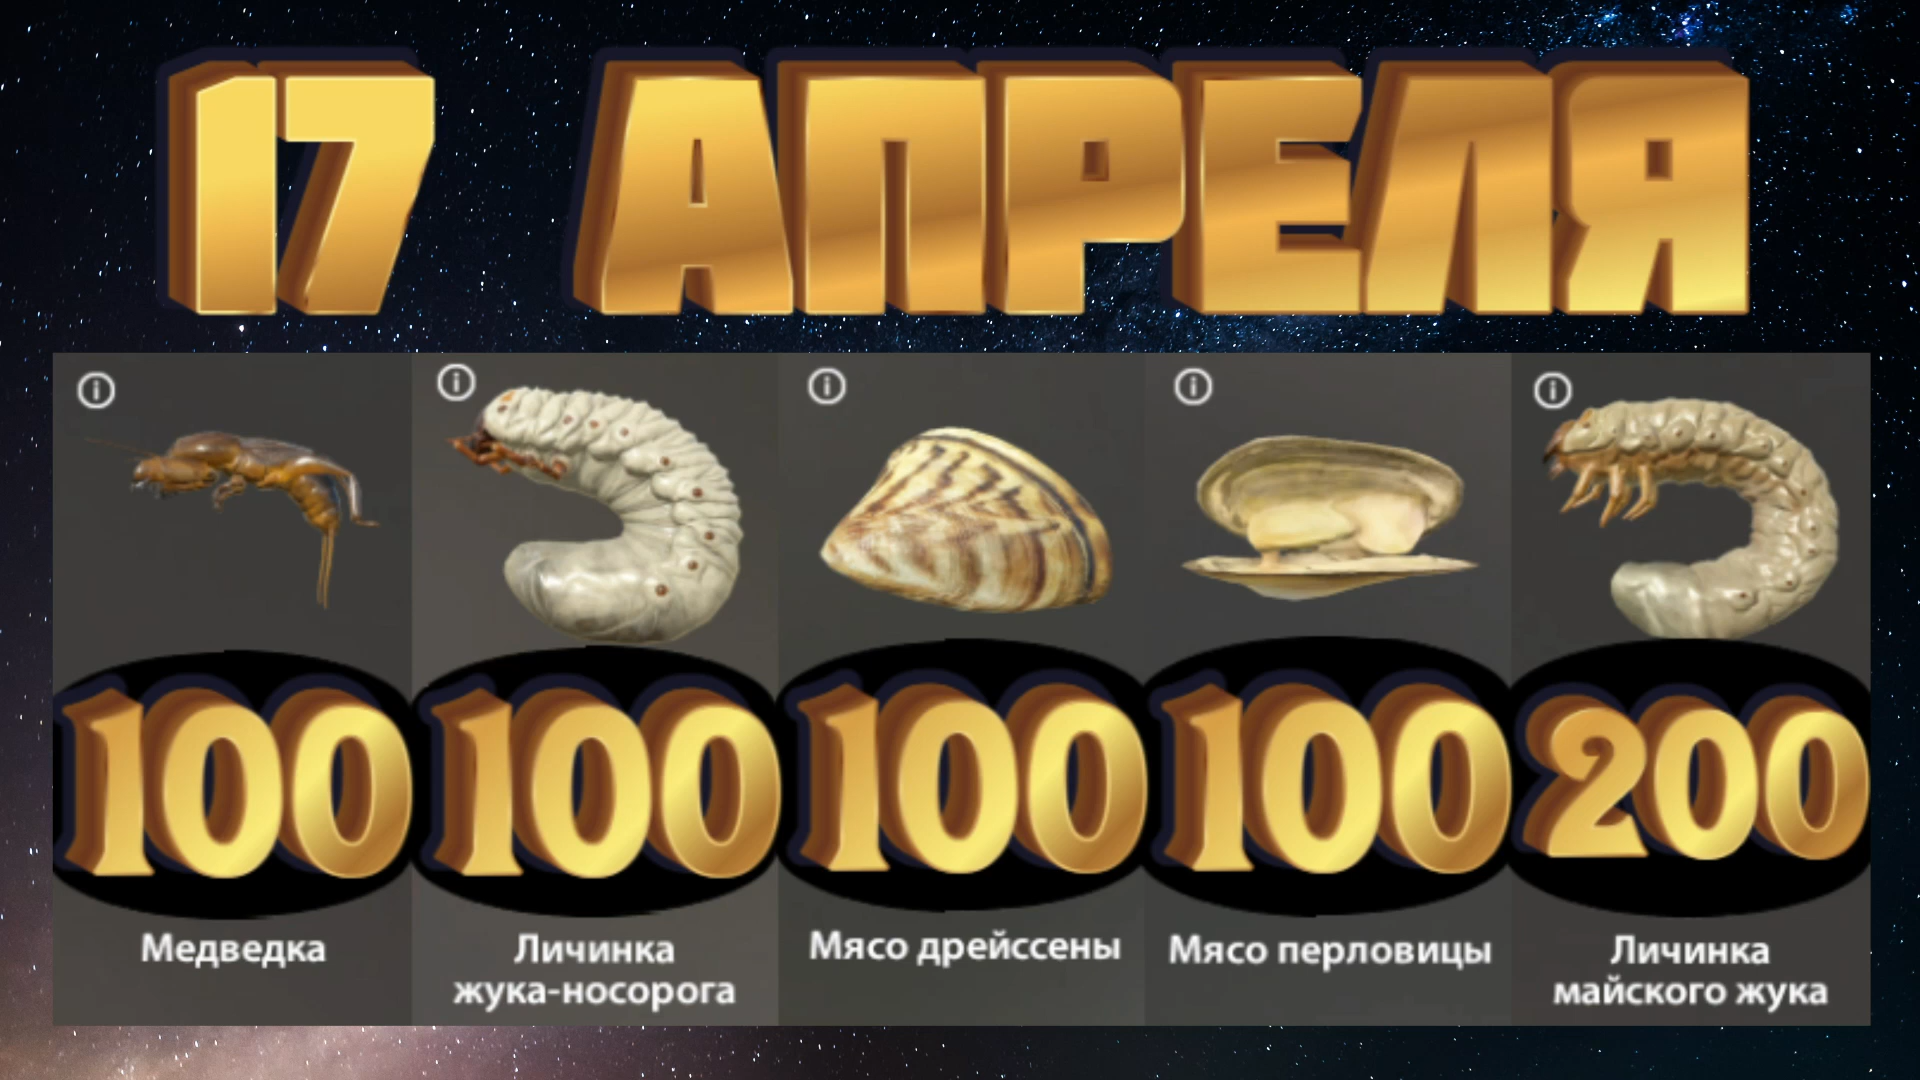 17 АПРЕЛЯ
100
100
100
100
200
Медведка
Личинка
жука-носорога
Мясо дрейссены
Мясо перловицы
Личинка
майского жука